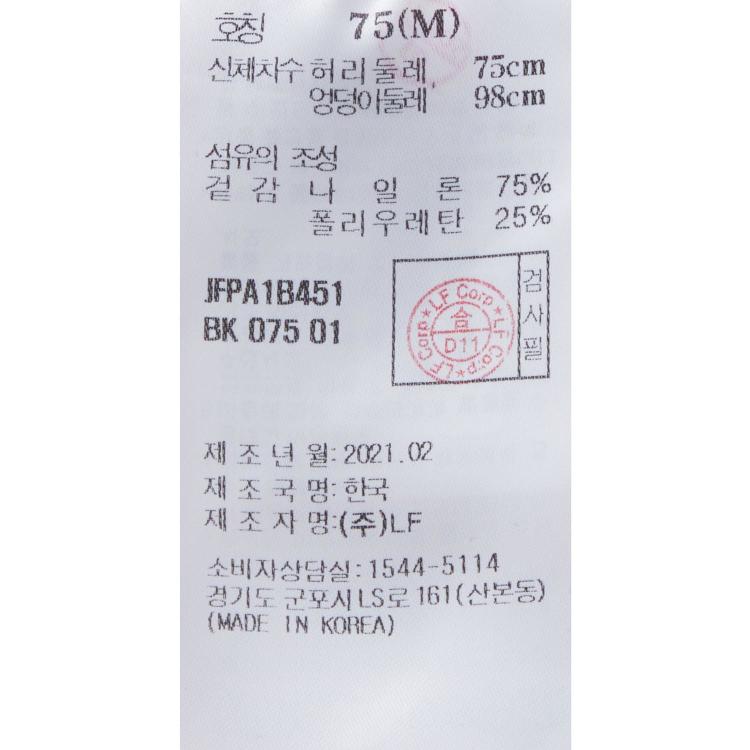 호칭 75(M)
신체치수 허리둘레 75cm
엉덩이둘레 98cm
섬유의 조성
겉감 나일론 75%
폴리우레탄 25%
JFPA1B451
BK 075 01
LF Corp★LF Corp★LF Corp★
合
D11
검사필
제조년월: 2021.02
제조국명: 한국
제조자명:(주)LF
소비자상담실: 1544-5114
경기도 군포시 LS로 161(산본동)
(MADE IN KOREA)